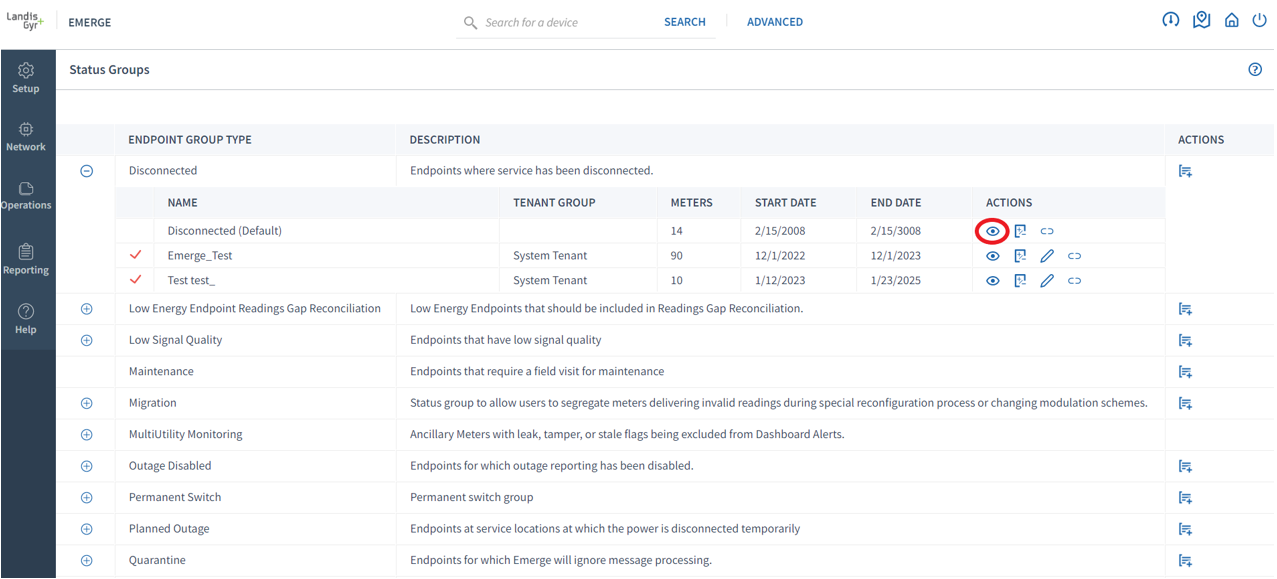 Landis+
Gyr
EMERGE
Search for a device
SEARCH
ADVANCED
Setup
Network
Operations
Reporting
Help
Status Groups
ENDPOINT GROUP TYPE DESCRIPTION ACTIONS
Disconnected Endpoints where service has been disconnected.
NAME TENANT GROUP METERS START DATE END DATE ACTIONS
Disconnected (Default) 14 2/15/2008 2/15/3008
Emerge_Test System Tenant 90 12/1/2022 12/1/2023
Test test_ System Tenant 10 1/12/2023 1/23/2025
Low Energy Endpoint Readings Gap Reconciliation Low Energy Endpoints that should be included in Readings Gap Reconciliation.
Low Signal Quality Endpoints that have low signal quality
Maintenance Endpoints that require a field visit for maintenance
Migration Status group to allow users to segregate meters delivering invalid readings during special reconfiguration process or changing modulation schemes.
MultiUtility Monitoring Ancillary Meters with leak, tamper, or stale flags being excluded from Dashboard Alerts.
Outage Disabled Endpoints for which outage reporting has been disabled.
Permanent Switch Permanent switch group
Planned Outage Endpoints at service locations at which the power is disconnected temporarily
Quarantine Endpoints for which Emerge will ignore message processing.